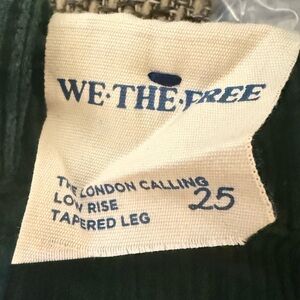 WE·THE·FREE
THE LONDON CALLING
LOW RISE 25
TAPERED LEG